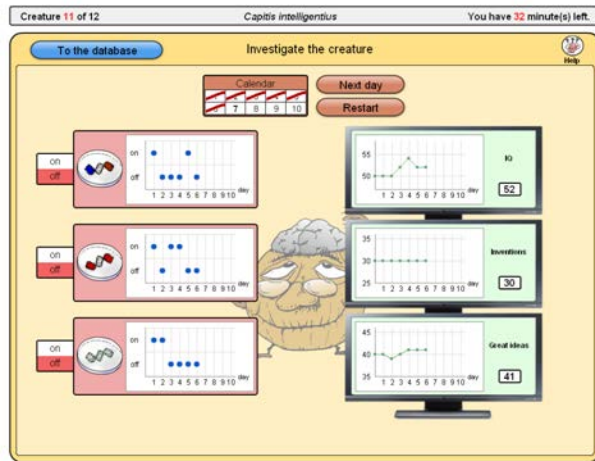 Creature 11 of 12
Capitis intelligentius
You have 32 minute(s) left.
To the database
Investigate the creature
Help
Calendar
7 8 9 10
Next day
Restart
on
off
on
off
1 2 3 4 5 6 7 8 9 10
day
55
50
1 2 3 4 5 6 7 8 9 10
day
IQ
52
on
off
on
off
1 2 3 4 5 6 7 8 9 10
day
35
30
25
1 2 3 4 5 6 7 8 9 10
day
Inventions
30
on
off
on
off
1 2 3 4 5 6 7 8 9 10
day
45
40
35
1 2 3 4 5 6 7 8 9 10
day
Great ideas
41